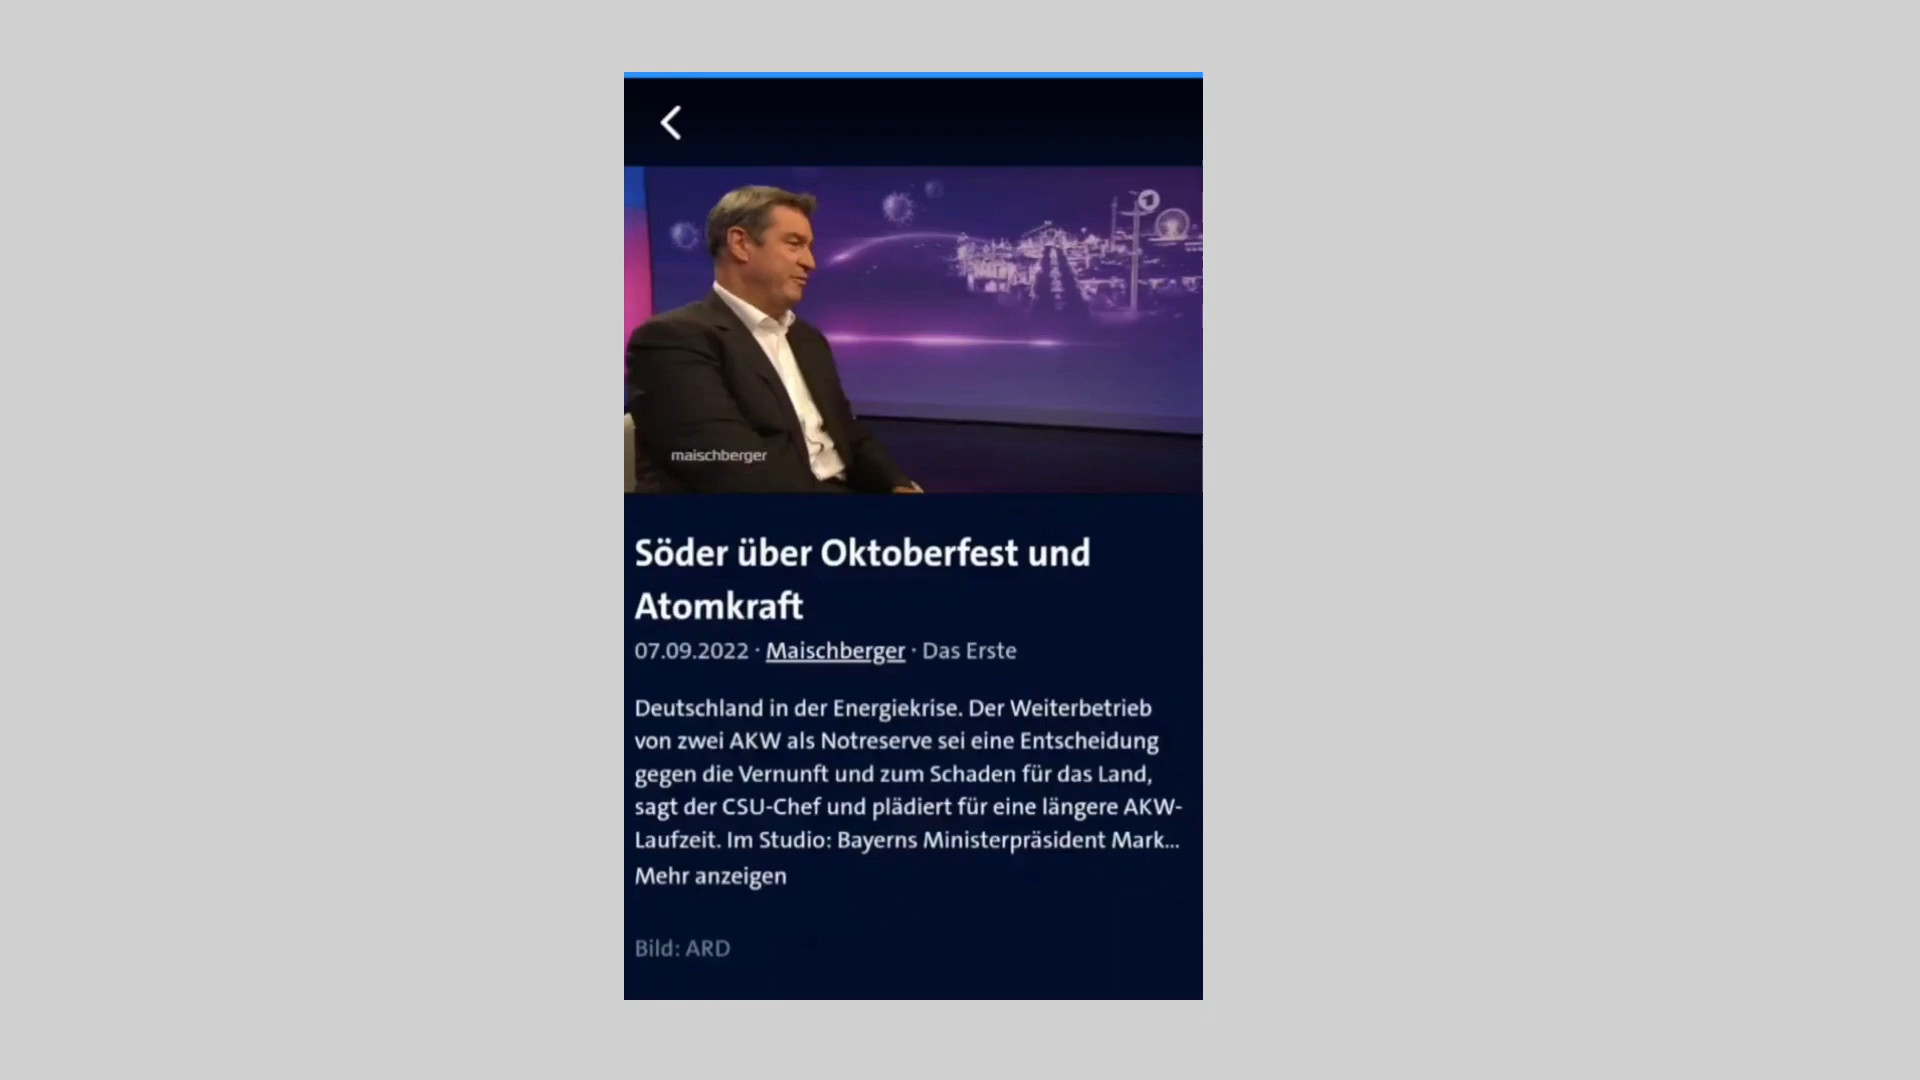 maischberger
Söder über Oktoberfest und
Atomkraft
07.09.2022 · Maischberger · Das Erste
Deutschland in der Energiekrise. Der Weiterbetrieb
von zwei AKW als Notreserve sei eine Entscheidung
gegen die Vernunft und zum Schaden für das Land,
sagt der CSU-Chef und plädiert für eine längere AKW-
Laufzeit. Im Studio: Bayerns Ministerpräsident Mark...
Mehr anzeigen
Bild: ARD